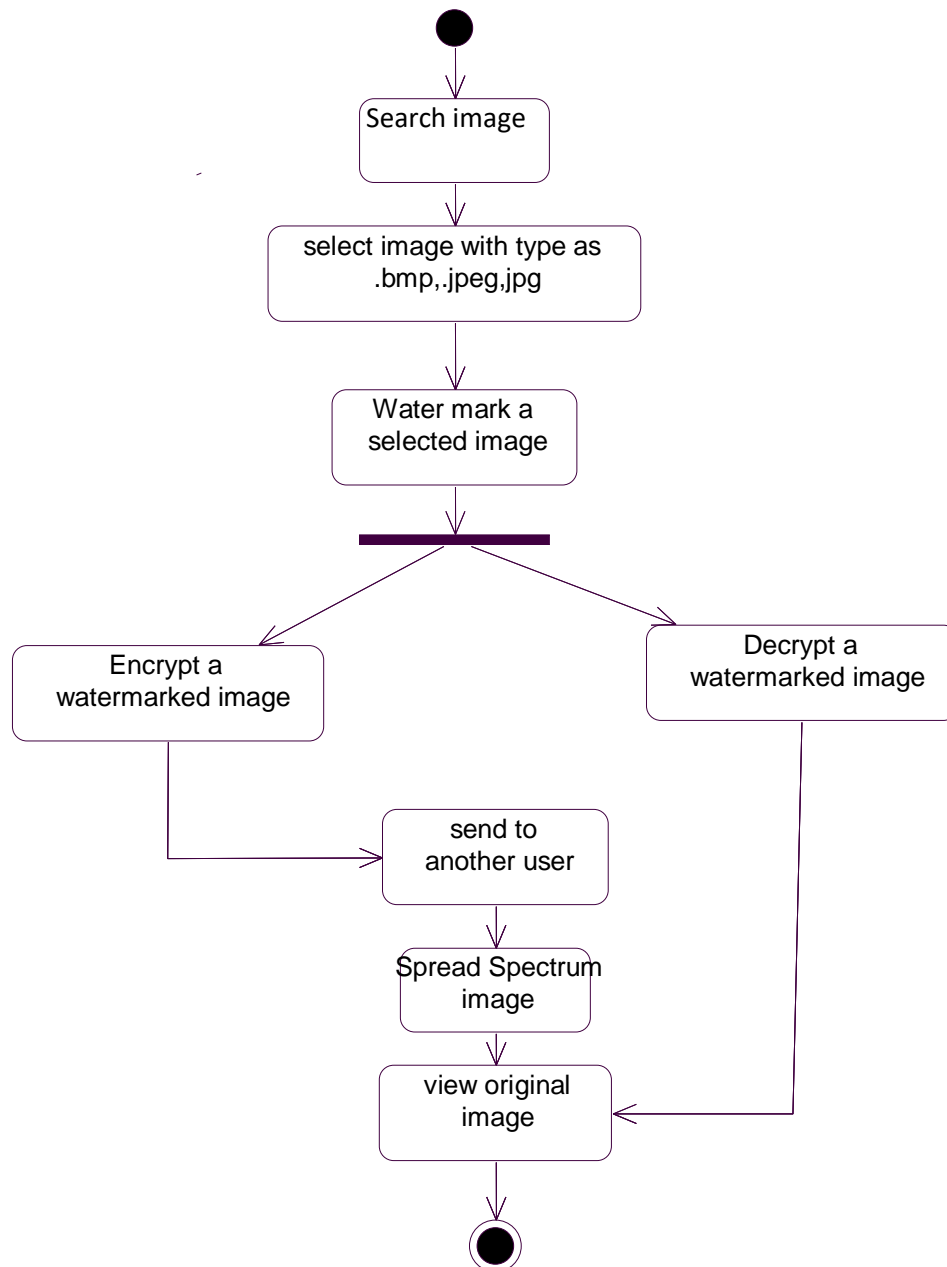 Search image
select image with type as
.bmp,.jpeg,jpg
Water mark a
selected image
Encrypt a
watermarked image
Decrypt a
watermarked image
send to
another user
Spread Spectrum
image
view original
image